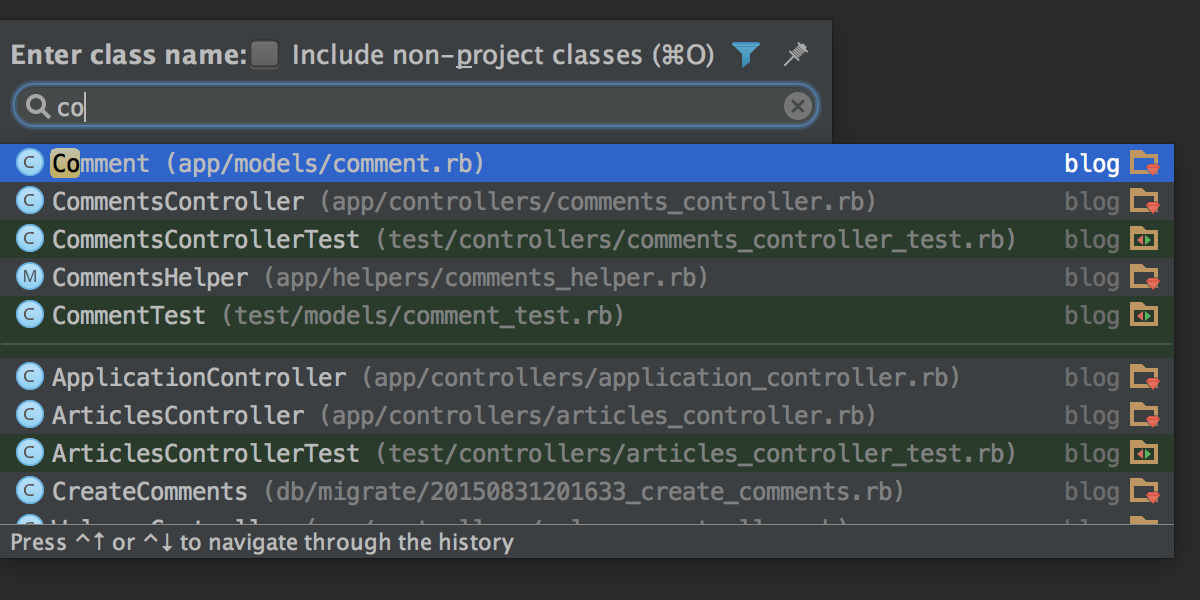 Enter class name: Include non-project classes (⌘O)
co
C Comment (app/models/comment.rb) blog
C CommentsController (app/controllers/comments_controller.rb) blog
C CommentsControllerTest (test/controllers/comments_controller_test.rb) blog
M CommentsHelper (app/helpers/comments_helper.rb) blog
C CommentTest (test/models/comment_test.rb) blog
C ApplicationController (app/controllers/application_controller.rb) blog
C ArticlesController (app/controllers/articles_controller.rb) blog
C ArticlesControllerTest (test/controllers/articles_controller_test.rb) blog
C CreateComments (db/migrate/20150831201633_create_comments.rb) blog
Press ^↑ or ^↓ to navigate through the history